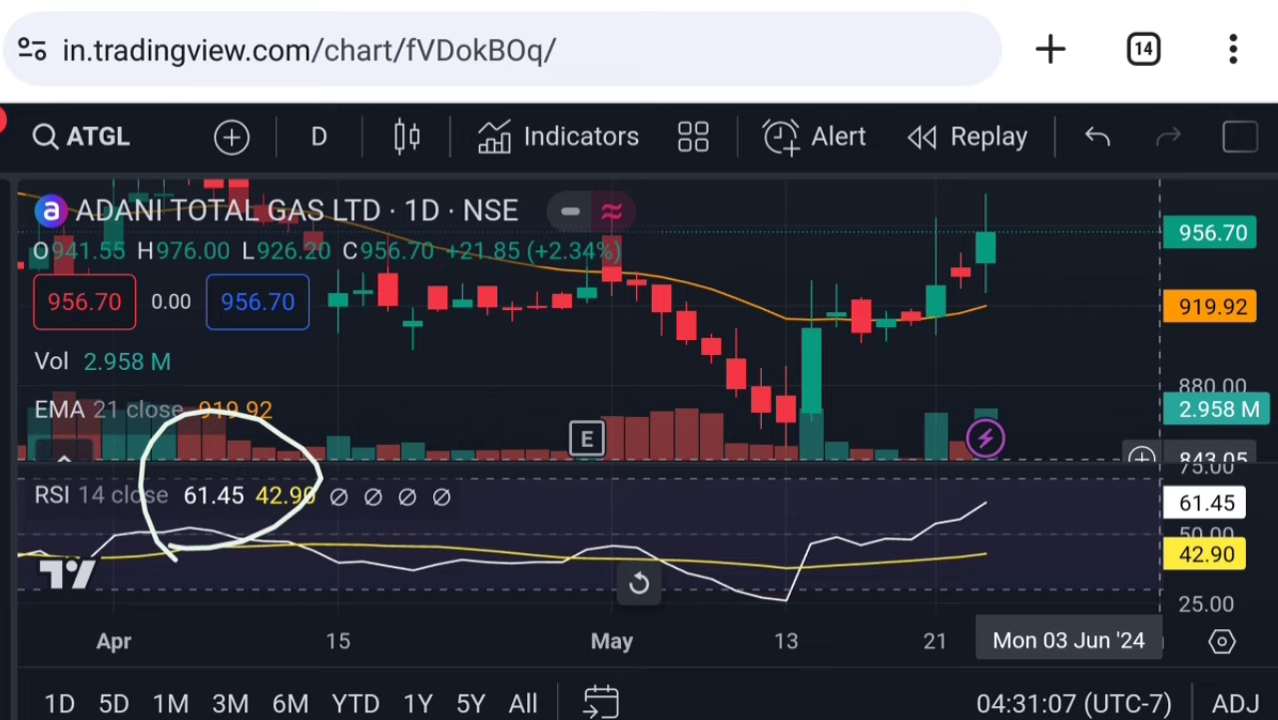 in.tradingview.com/chart/fVDokBOq/ 14
ATGL D Indicators Alert Replay
a ADANI TOTAL GAS LTD · 1D · NSE
O941.55 H976.00 L926.20 C956.70 +21.85 (+2.34%)
956.70
956.70 0.00 956.70
919.92
Vol 2.958 M
880.00
EMA 21 close 919.92
2.958 M
E
843.05
75.00
RSI 14 close 61.45 42.90 ∅ ∅ ∅ ∅
61.45
50.00
42.90
25.00
Apr 15 May 13 21 Mon 03 Jun '24
1D 5D 1M 3M 6M YTD 1Y 5Y All 04:31:07 (UTC-7) ADJ